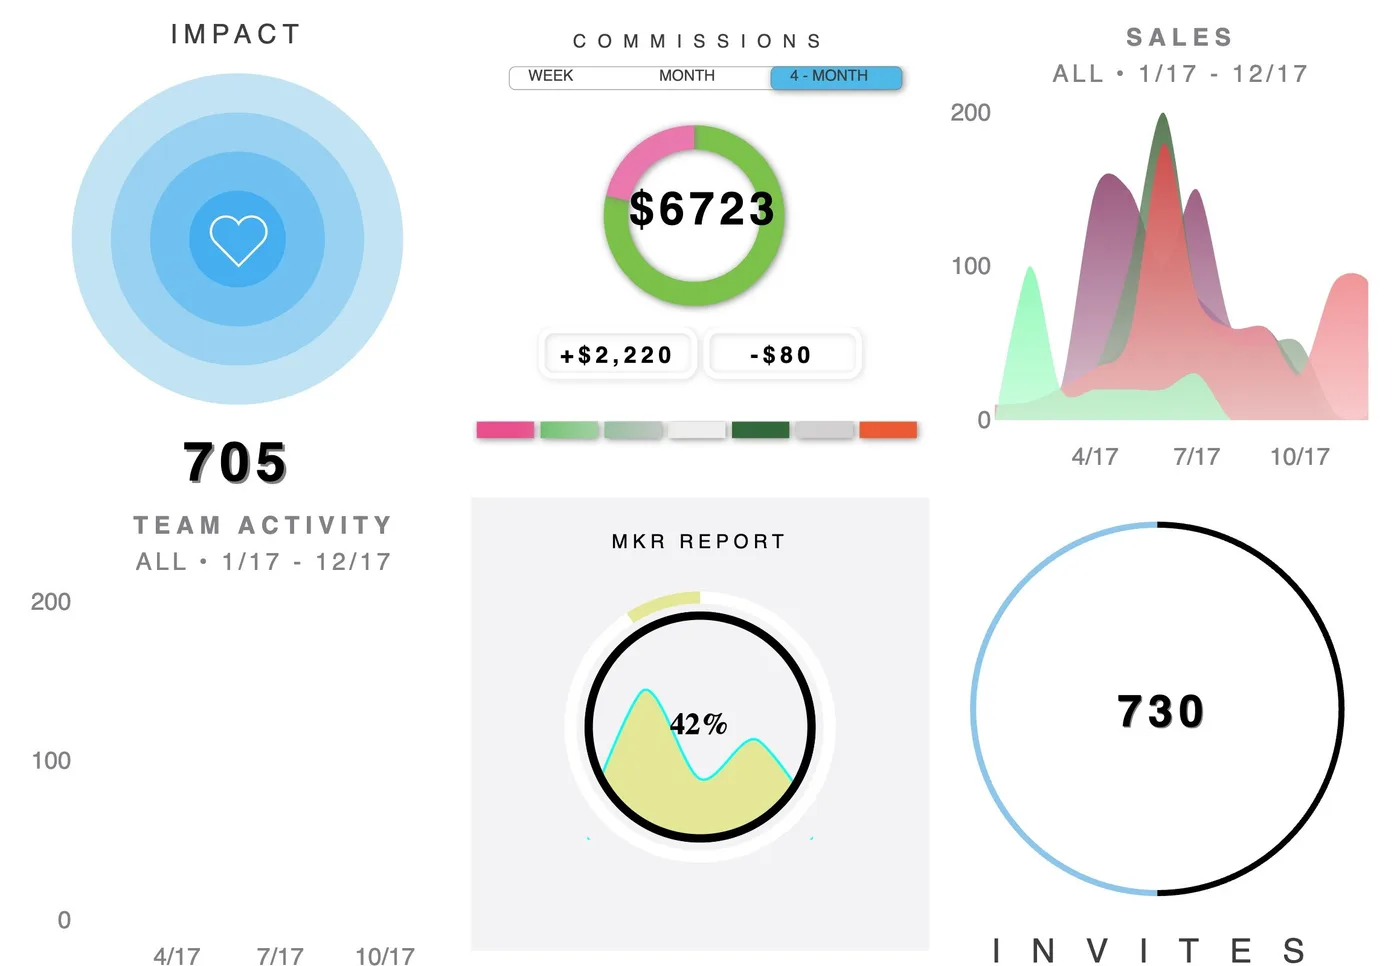 IMPACT
705
COMMISSIONS
WEEK MONTH 4 - MONTH
$6723
+$2,220 -$80
SALES
ALL • 1/17 - 12/17
200
100
0
4/17 7/17 10/17
TEAM ACTIVITY
ALL • 1/17 - 12/17
200
100
0
4/17 7/17 10/17
MKR REPORT
42%
730
INVITES